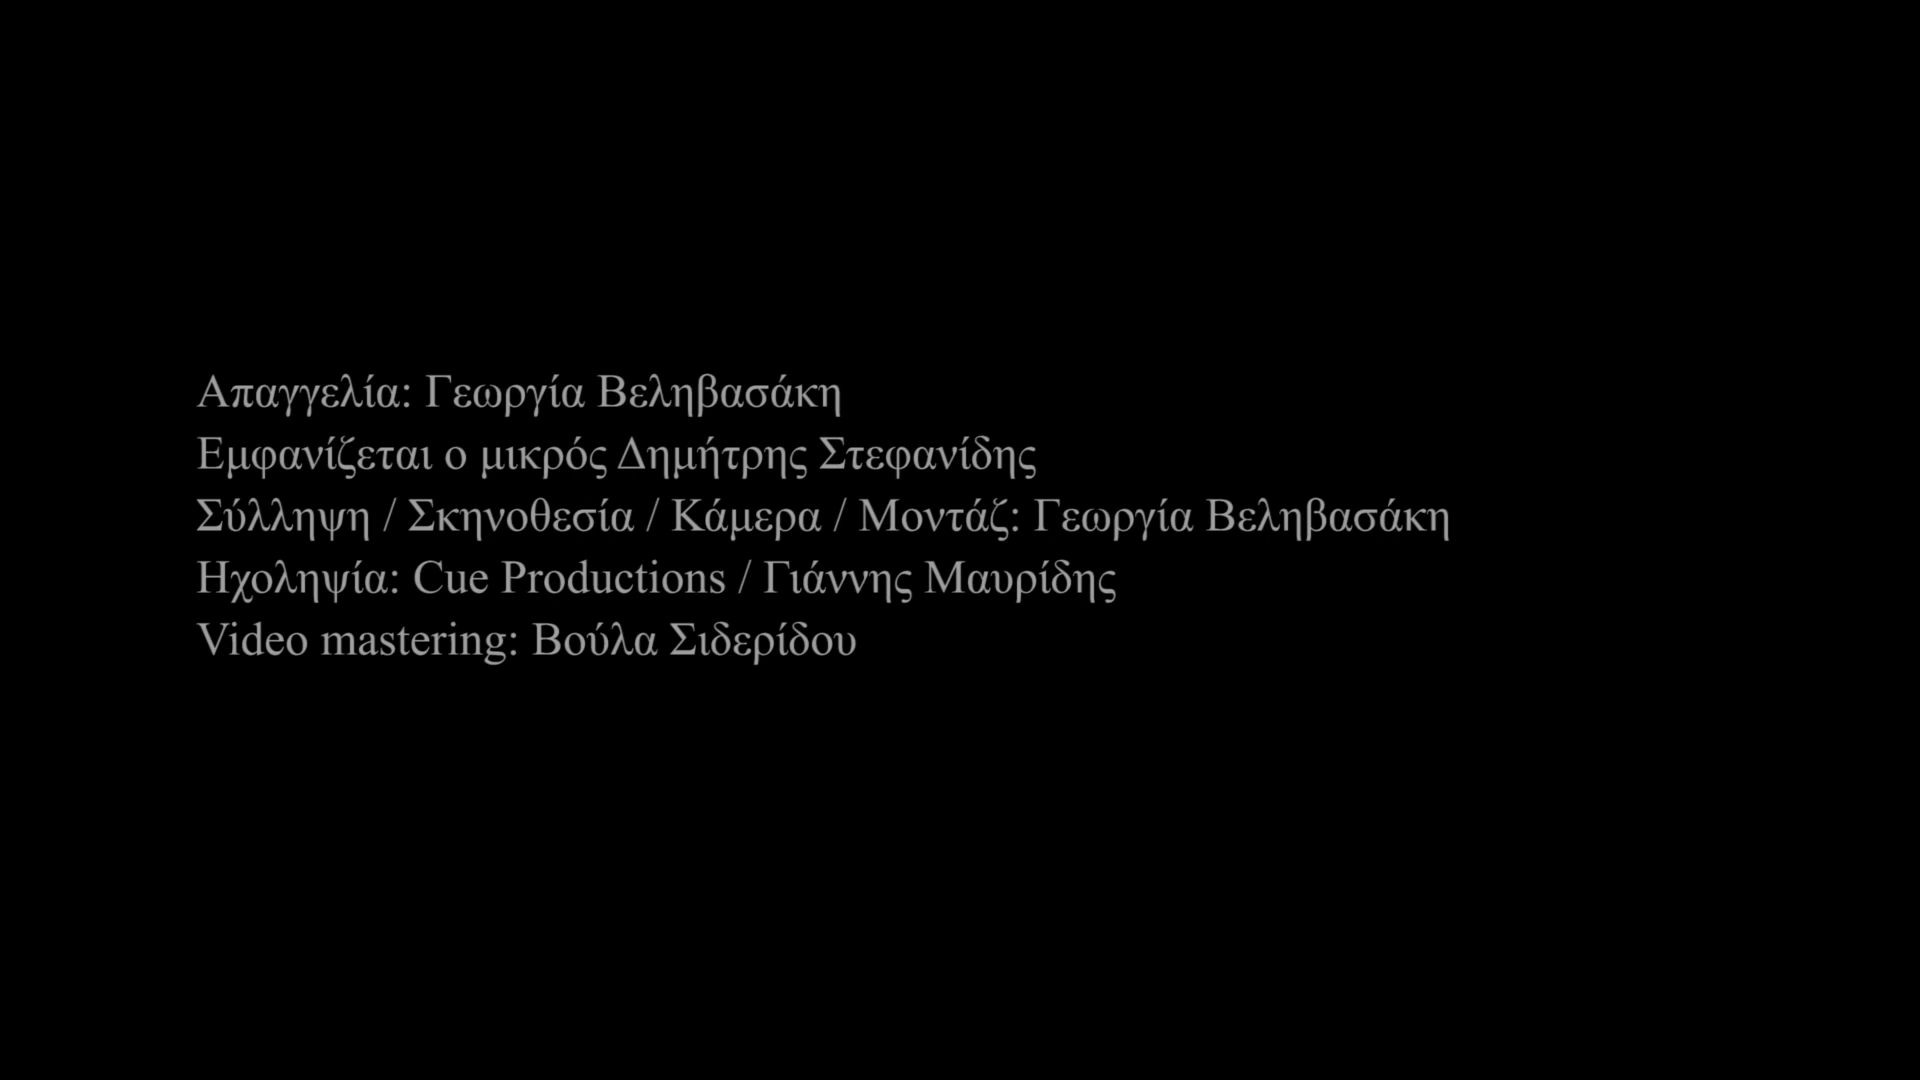 Απαγγελία: Γεωργία Βεληβασάκη
Εμφανίζεται ο μικρός Δημήτρης Στεφανίδης
Σύλληψη / Σκηνοθεσία / Κάμερα / Μοντάζ: Γεωργία Βεληβασάκη
Ηχοληψία: Cue Productions / Γιάννης Μαυρίδης
Video mastering: Βούλα Σιδερίδου